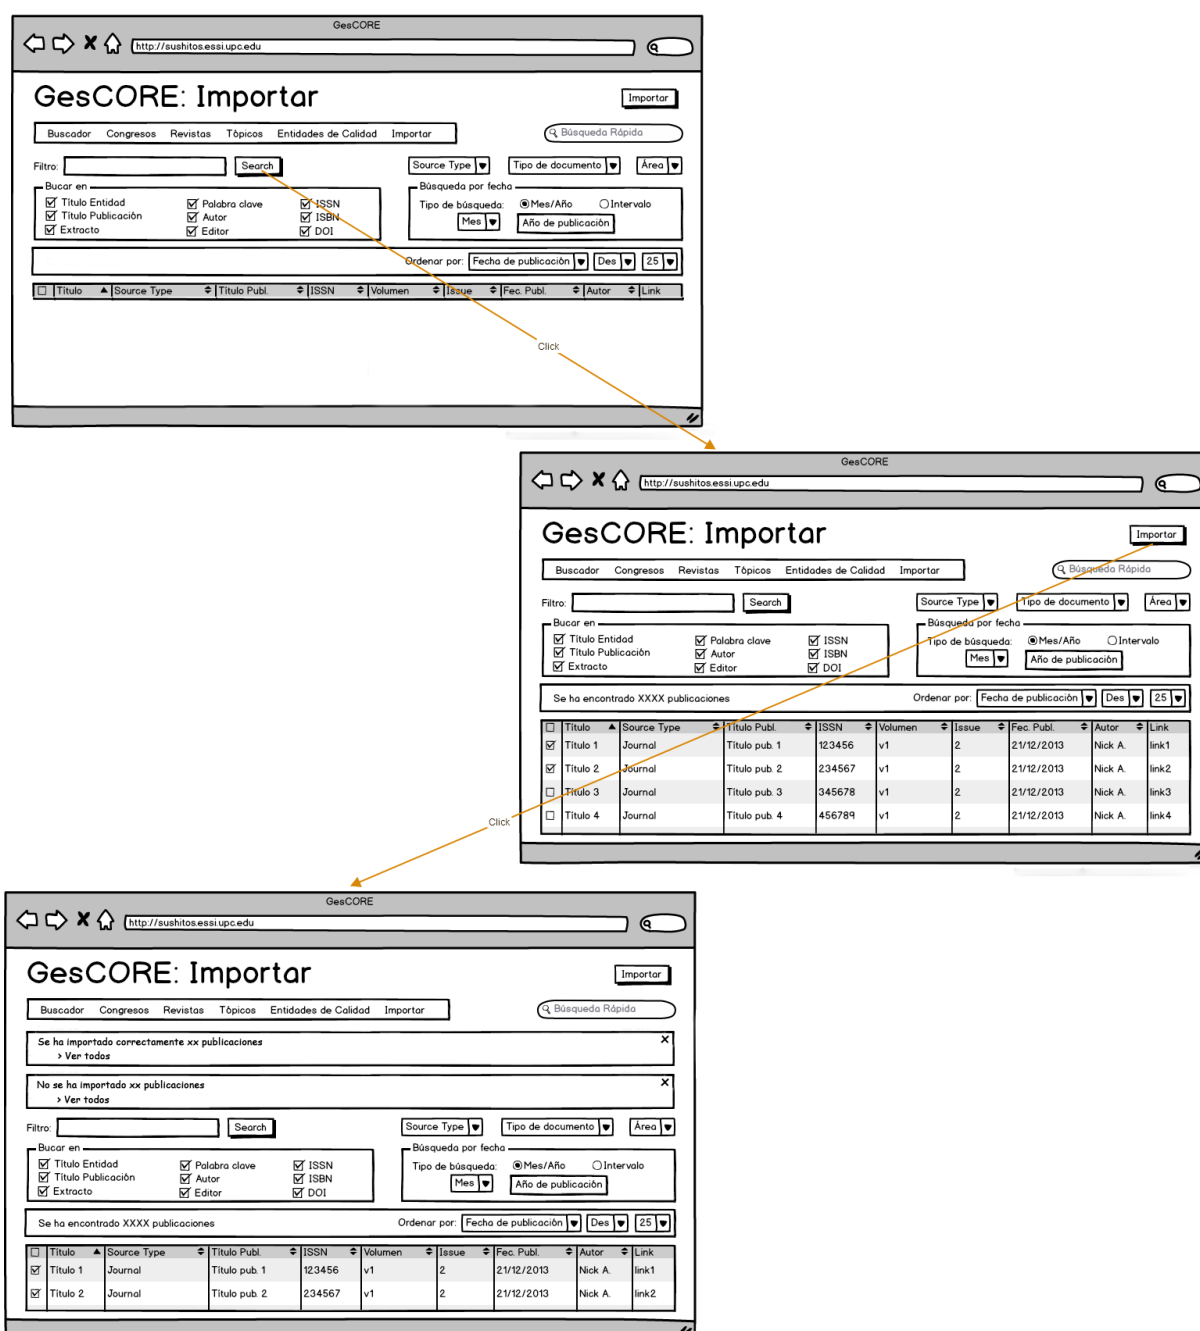 GesCORE
http://sushitos.essi.upc.edu
GesCORE: Importar
Importar
Buscador Congresos Revistas Tópicos Entidades de Calidad Importar
Búsqueda Rápida
Filtro: Search Source Type Tipo de documento Área
Bucar en Búsqueda por fecha
Título Entidad Palabra clave ISSN Tipo de búsqueda: Mes/Año Intervalo
Título Publicación Autor ISBN Mes Año de publicación
Extracto Editor DOI
Ordenar por: Fecha de publicación Des 25
Título Source Type Título Publ. ISSN Volumen Issue Fec. Publ. Autor Link
Click
GesCORE
http://sushitos.essi.upc.edu
GesCORE: Importar
Importar
Buscador Congresos Revistas Tópicos Entidades de Calidad Importar
Búsqueda Rápida
Filtro: Search Source Type Tipo de documento Área
Bucar en Búsqueda por fecha
Título Entidad Palabra clave ISSN Tipo de búsqueda: Mes/Año Intervalo
Título Publicación Autor ISBN Mes Año de publicación
Extracto Editor DOI
Se ha encontrado XXXX publicaciones Ordenar por: Fecha de publicación Des 25
Título Source Type Título Publ. ISSN Volumen Issue Fec. Publ. Autor Link
Título 1 Journal Título pub. 1 123456 v1 2 21/12/2013 Nick A. link1
Título 2 Journal Título pub. 2 234567 v1 2 21/12/2013 Nick A. link2
Título 3 Journal Título pub. 3 345678 v1 2 21/12/2013 Nick A. link3
Título 4 Journal Título pub. 4 456789 v1 2 21/12/2013 Nick A. link4
Click
GesCORE
http://sushitos.essi.upc.edu
GesCORE: Importar
Importar
Buscador Congresos Revistas Tópicos Entidades de Calidad Importar
Búsqueda Rápida
Se ha importado correctamente xx publicaciones x
> Ver todos
No se ha importado xx publicaciones x
> Ver todos
Filtro: Search Source Type Tipo de documento Área
Bucar en Búsqueda por fecha
Título Entidad Palabra clave ISSN Tipo de búsqueda: Mes/Año Intervalo
Título Publicación Autor ISBN Mes Año de publicación
Extracto Editor DOI
Se ha encontrado XXXX publicaciones Ordenar por: Fecha de publicación Des 25
Título Source Type Título Publ. ISSN Volumen Issue Fec. Publ. Autor Link
Título 1 Journal Título pub. 1 123456 v1 2 21/12/2013 Nick A. link1
Título 2 Journal Título pub. 2 234567 v1 2 21/12/2013 Nick A. link2